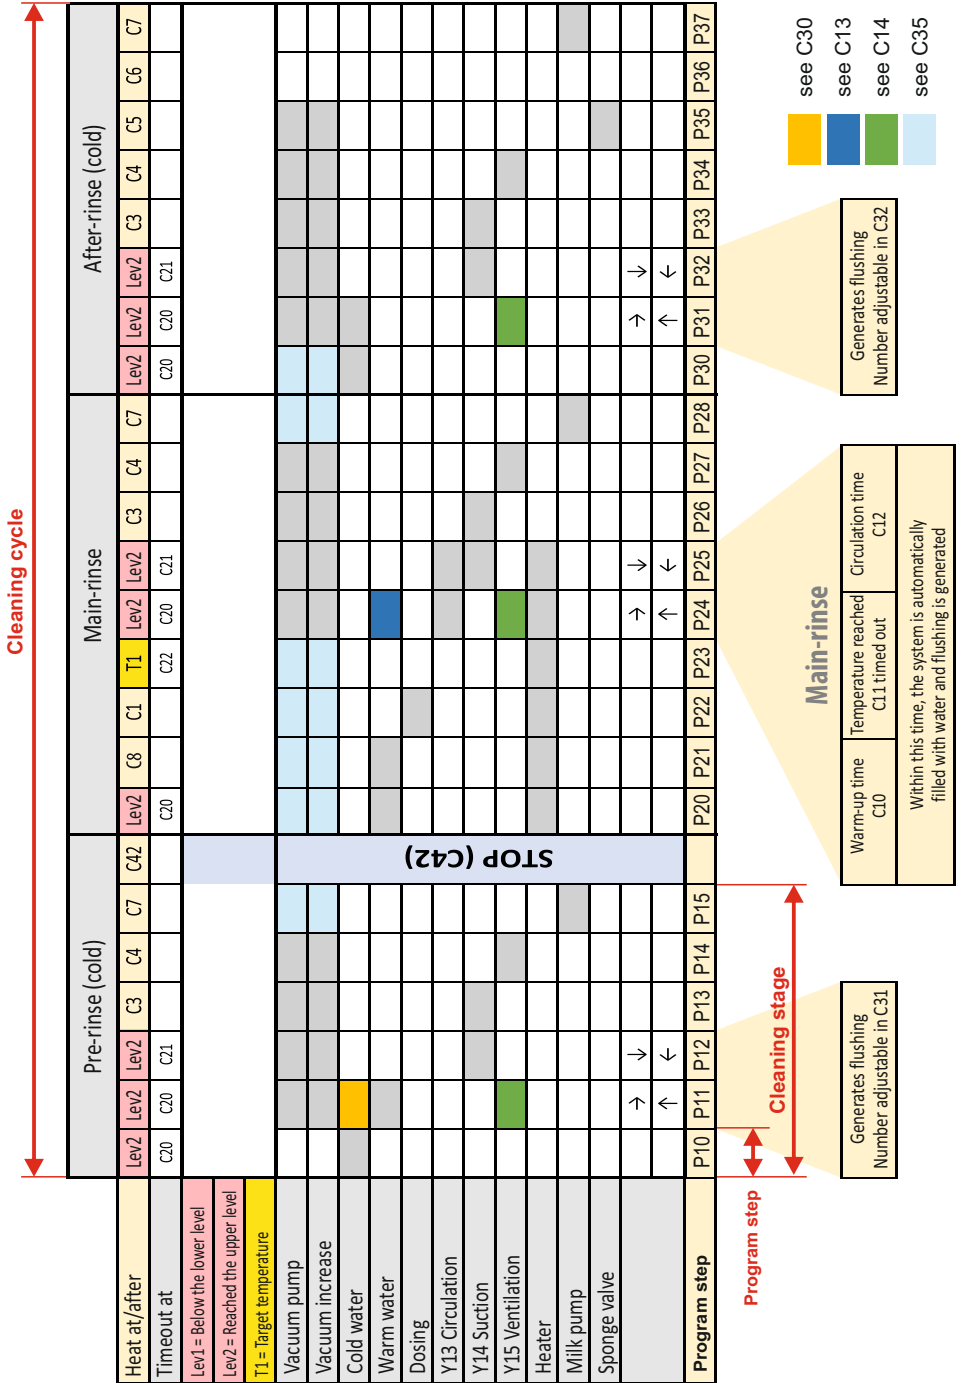 Cleaning cycle
Pre-rinse (cold) Main-rinse After-rinse (cold)
Heat at/after Lev2 Lev2 Lev2 C3 C4 C7 C42 Lev2 C8 C1 T1 Lev2 Lev2 C3 C4 C7 Lev2 Lev2 Lev2 C3 C4 C5 C6 C7
Timeout at C20 C20 C21 C20 C22 C20 C21 C20 C20 C21
Lev1 = Below the lower level
Lev2 = Reached the upper level
T1 = Target temperature
Vacuum pump
Vacuum increase
Cold water
Warm water
Dosing
Y13 Circulation
Y14 Suction
Y15 Ventilation
Heater
Milk pump
Sponge valve
STOP (C42)
Program step P10 P11 P12 P13 P14 P15 P20 P21 P22 P23 P24 P25 P26 P27 P28 P30 P31 P32 P33 P34 P35 P36 P37
Program step
Cleaning stage
Generates flushing
Number adjustable in C31
Main-rinse
Warm-up time
C10
Temperature reached
C11 timed out
Circulation time
C12
Within this time, the system is automatically
filled with water and flushing is generated
Generates flushing
Number adjustable in C32
see C30
see C13
see C14
see C35